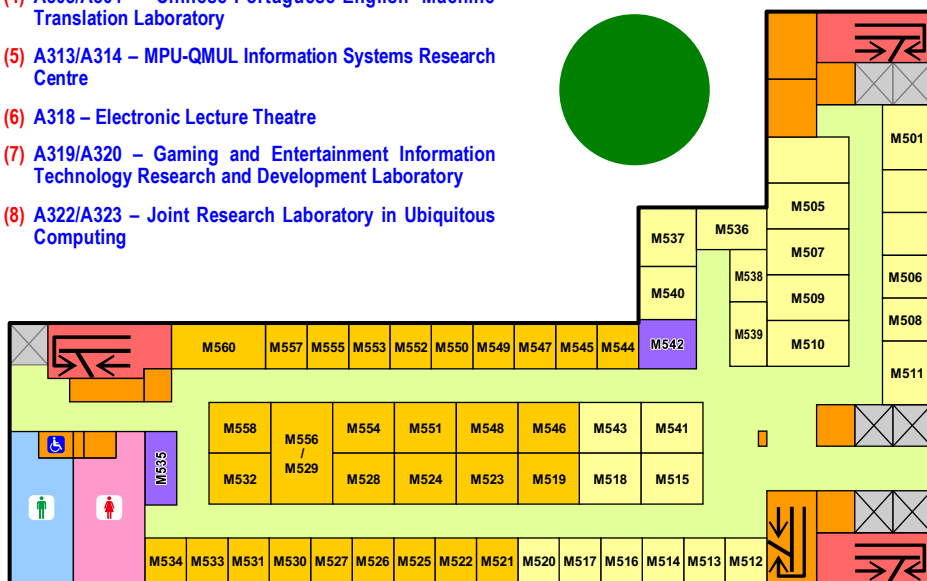 Translation Laboratory
(5) A313/A314 – MPU-QMUL Information Systems Research
Centre
(6) A318 – Electronic Lecture Theatre
(7) A319/A320 – Gaming and Entertainment Information
Technology Research and Development Laboratory
(8) A322/A323 – Joint Research Laboratory in Ubiquitous
Computing
M501
M505
M537
M536
M507
M538
M506
M540
M509
M508
M539
M510
M542
M560
M557
M555
M553
M552
M550
M549
M547
M545
M544
M511
M558
M556
/
M529
M554
M551
M548
M546
M543
M541
M535
M532
M528
M524
M523
M519
M518
M515
M534
M533
M531
M530
M527
M526
M525
M522
M521
M520
M517
M516
M514
M513
M512